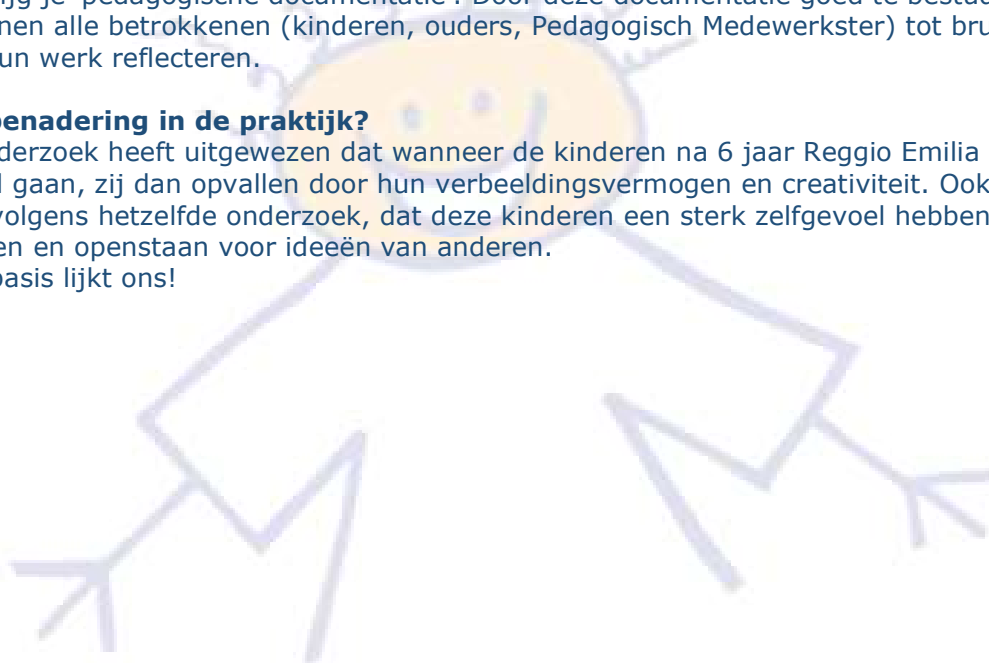 je 'pedagogische documentatie'. Door deze documentatie goed te
nen alle betrokkenen (kinderen, ouders, Pedagogisch Medewerkster) tot
un werk reflecteren.
benadering in de praktijk?
derzoek heeft uitgewezen dat wanneer de kinderen na 6 jaar Reggio Emilia
gaan, zij dan opvallen door hun verbeeldingsvermogen en creativiteit. Ook
volgens hetzelfde onderzoek, dat deze kinderen een sterk zelfgevoel hebben
en en openstaan voor ideeën van anderen.
basis lijkt ons!